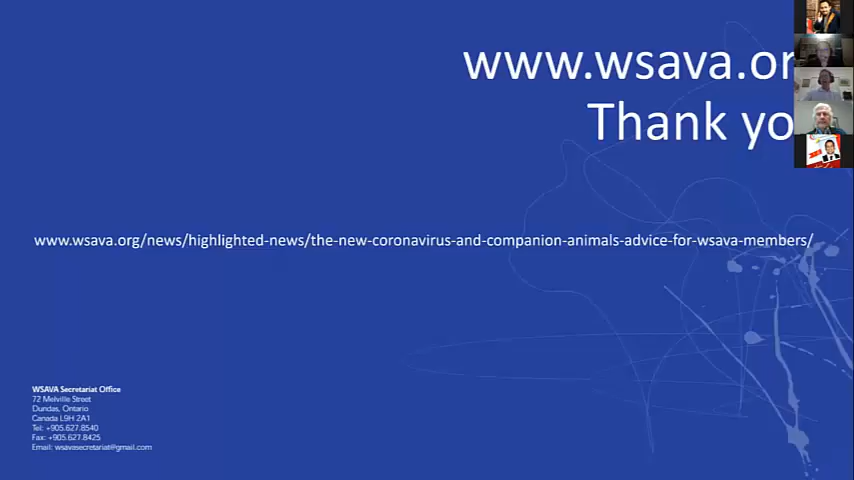 www.wsava.or
Thank yo
www.wsava.org/news/highlighted-news/the-new-coronavirus-and-companion-animals-advice-for-wsava-members/
WSAVA Secretariat Office
72 Melville Street
Dundas, Ontario
Canada L9H 2A1
Tel: +905.627.8540
Fax: +905.627.8425
Email: wsavasecretariat@gmail.com